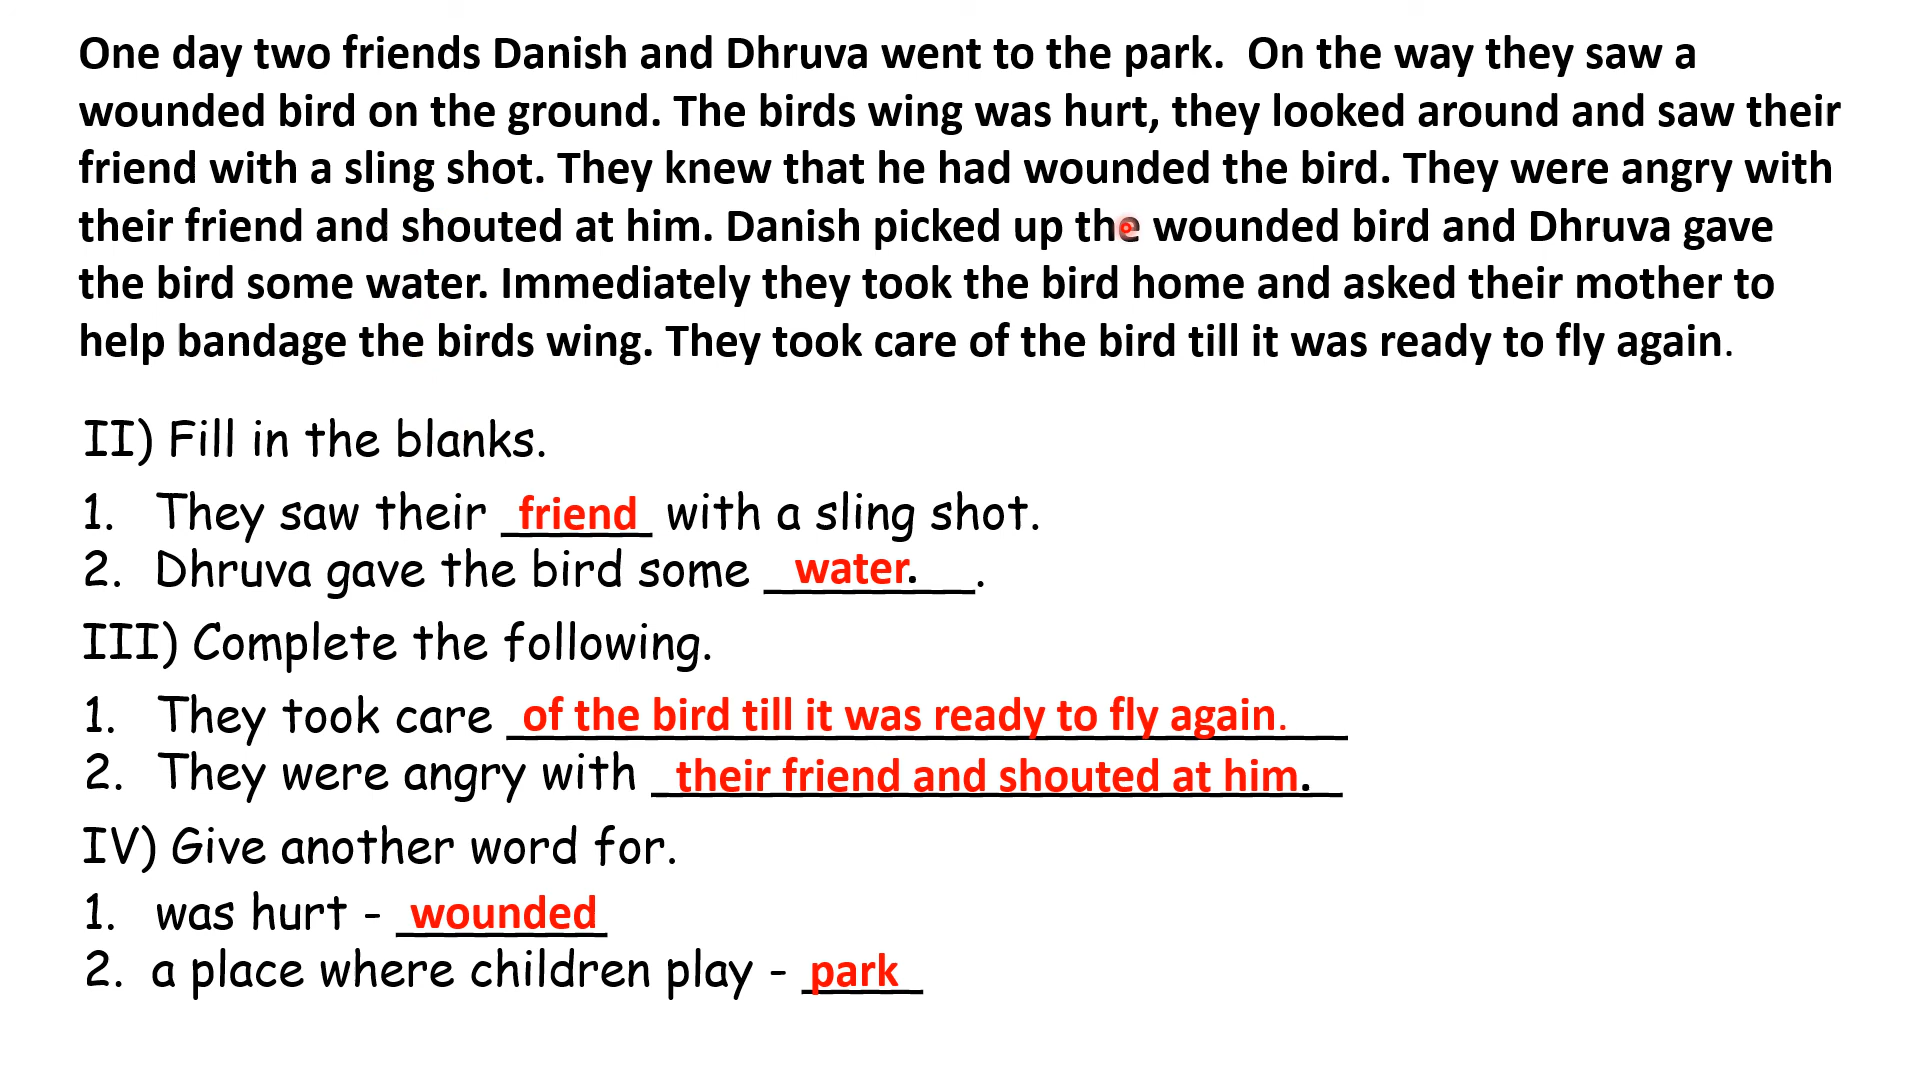 One day two friends Danish and Dhruva went to the park.  On the way they saw a
wounded bird on the ground. The birds wing was hurt, they looked around and saw their
friend with a sling shot. They knew that he had wounded the bird. They were angry with
their friend and shouted at him. Danish picked up the wounded bird and Dhruva gave
the bird some water. Immediately they took the bird home and asked their mother to
help bandage the birds wing. They took care of the bird till it was ready to fly again.
II) Fill in the blanks.
1. They saw their friend with a sling shot.
2. Dhruva gave the bird some water. .
III) Complete the following.
1. They took care of the bird till it was ready to fly again.
2. They were angry with their friend and shouted at him.
IV) Give another word for.
1. was hurt - wounded
2. a place where children play - park